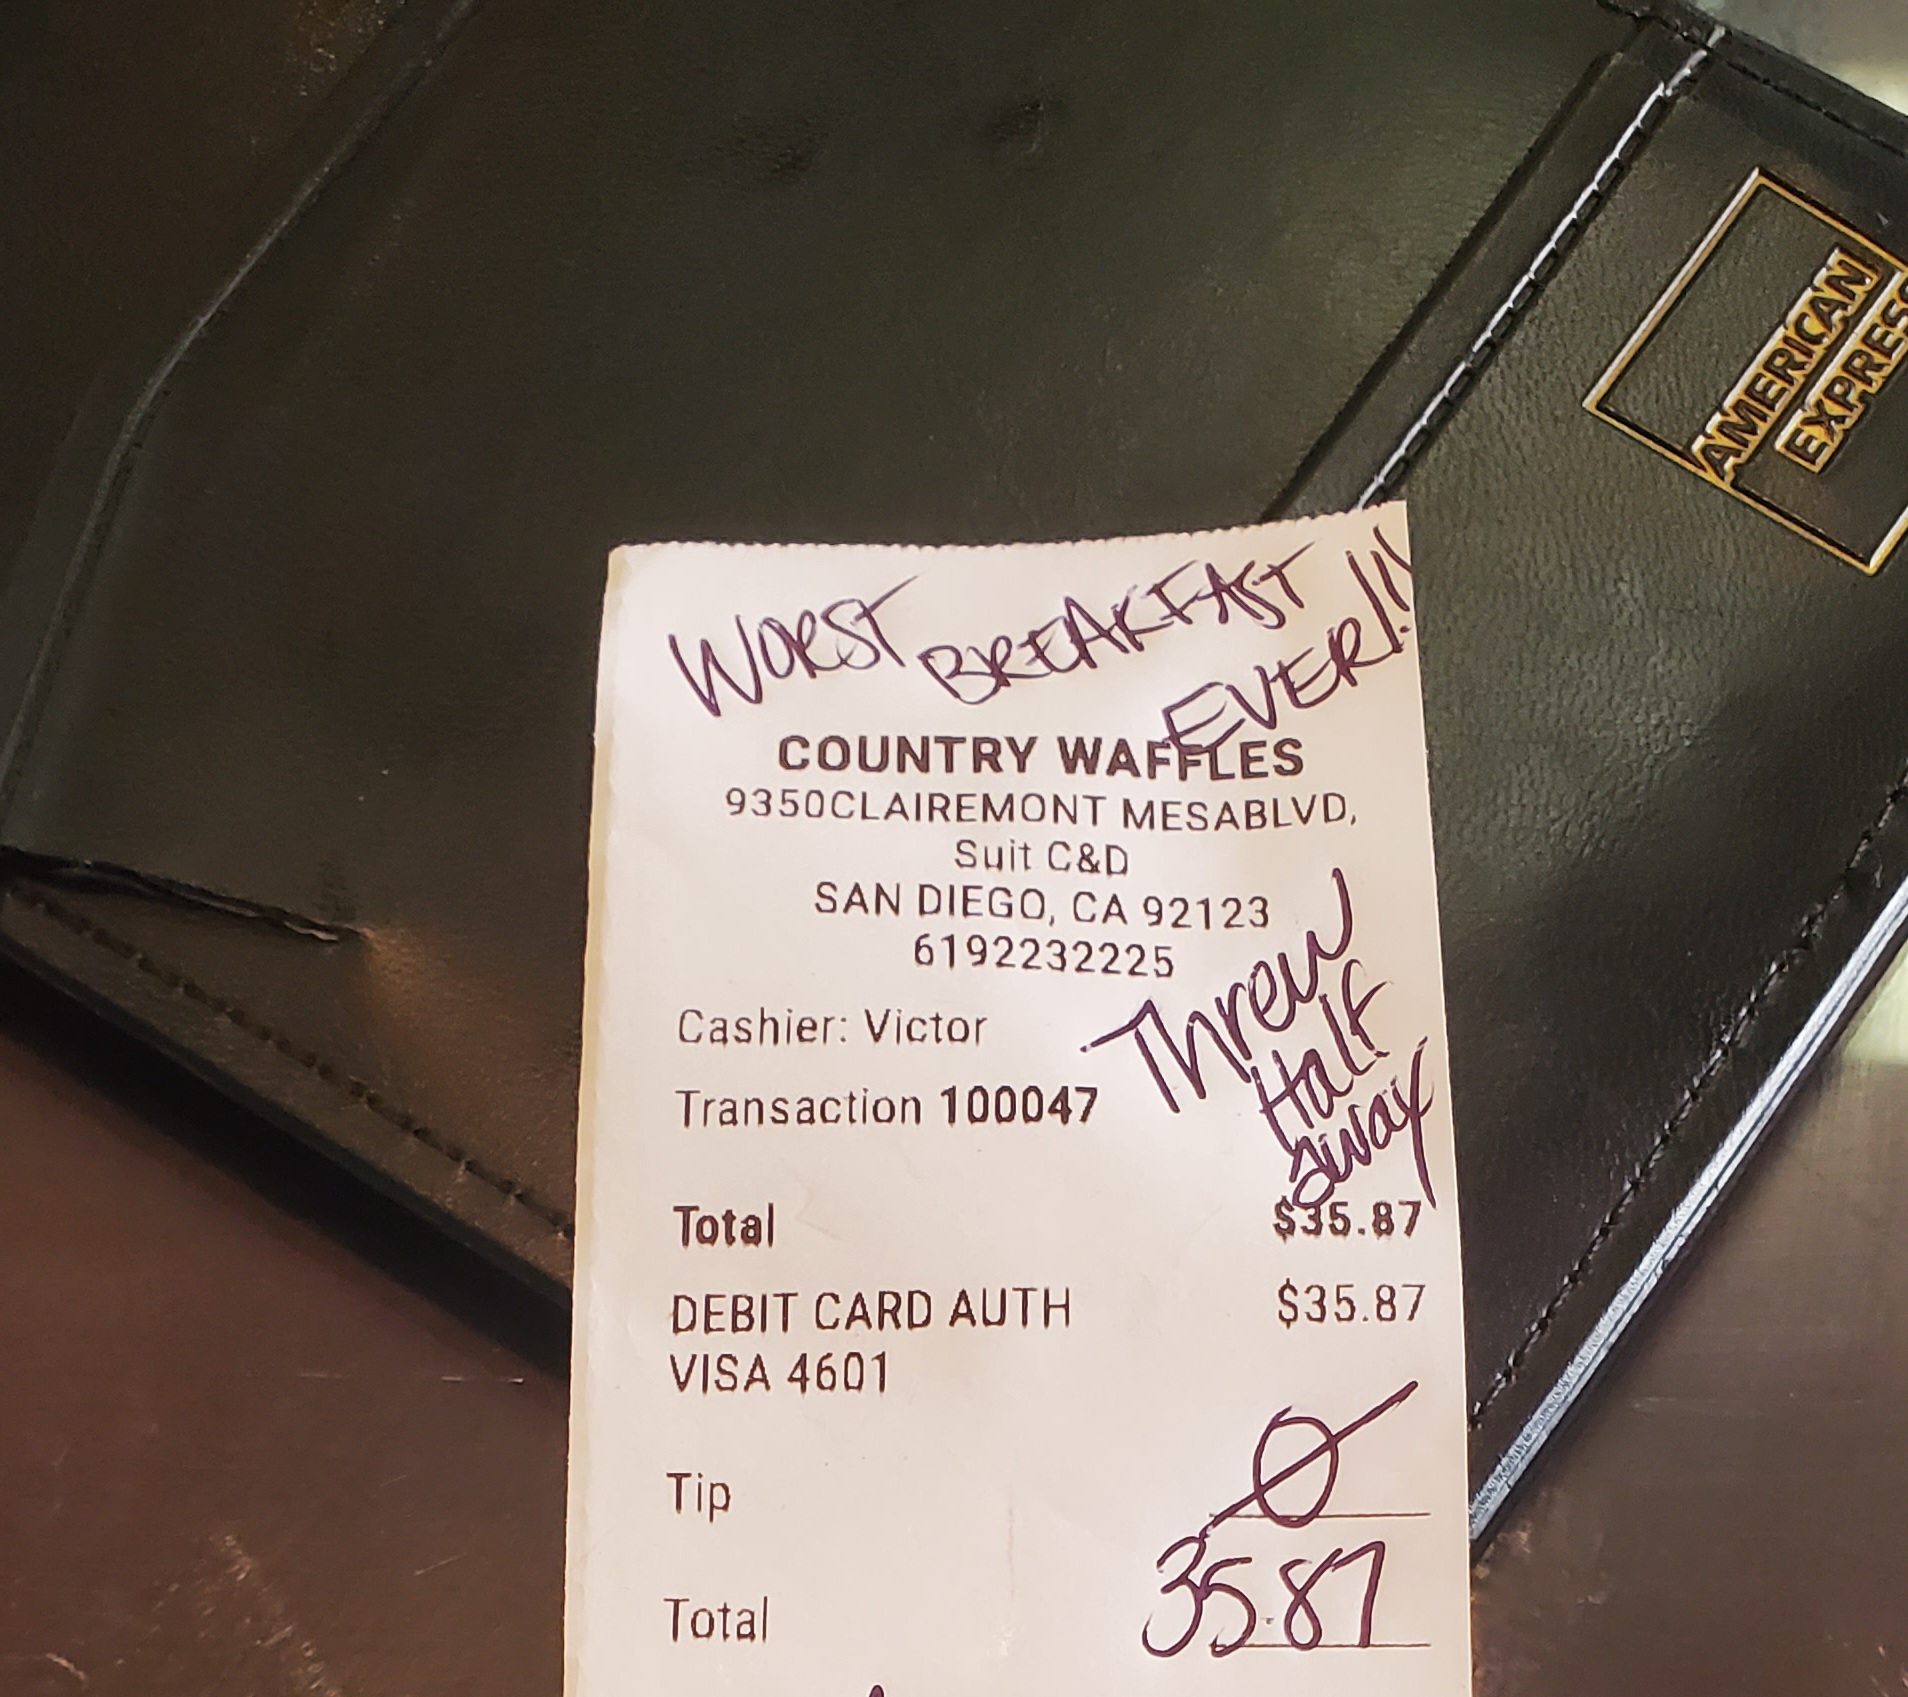 AMERICAN
EXPRESS
WORST BREAKFAST
EVER!!!
COUNTRY WAFFLES
9350CLAIREMONT MESABLVD,
Suit C&D
SAN DIEGO, CA 92123
6192232225
Cashier: Victor
Threw
Half
away
Transaction 100047
Total $35.87
DEBIT CARD AUTH $35.87
VISA 4601
Tip 0
Total 35.87